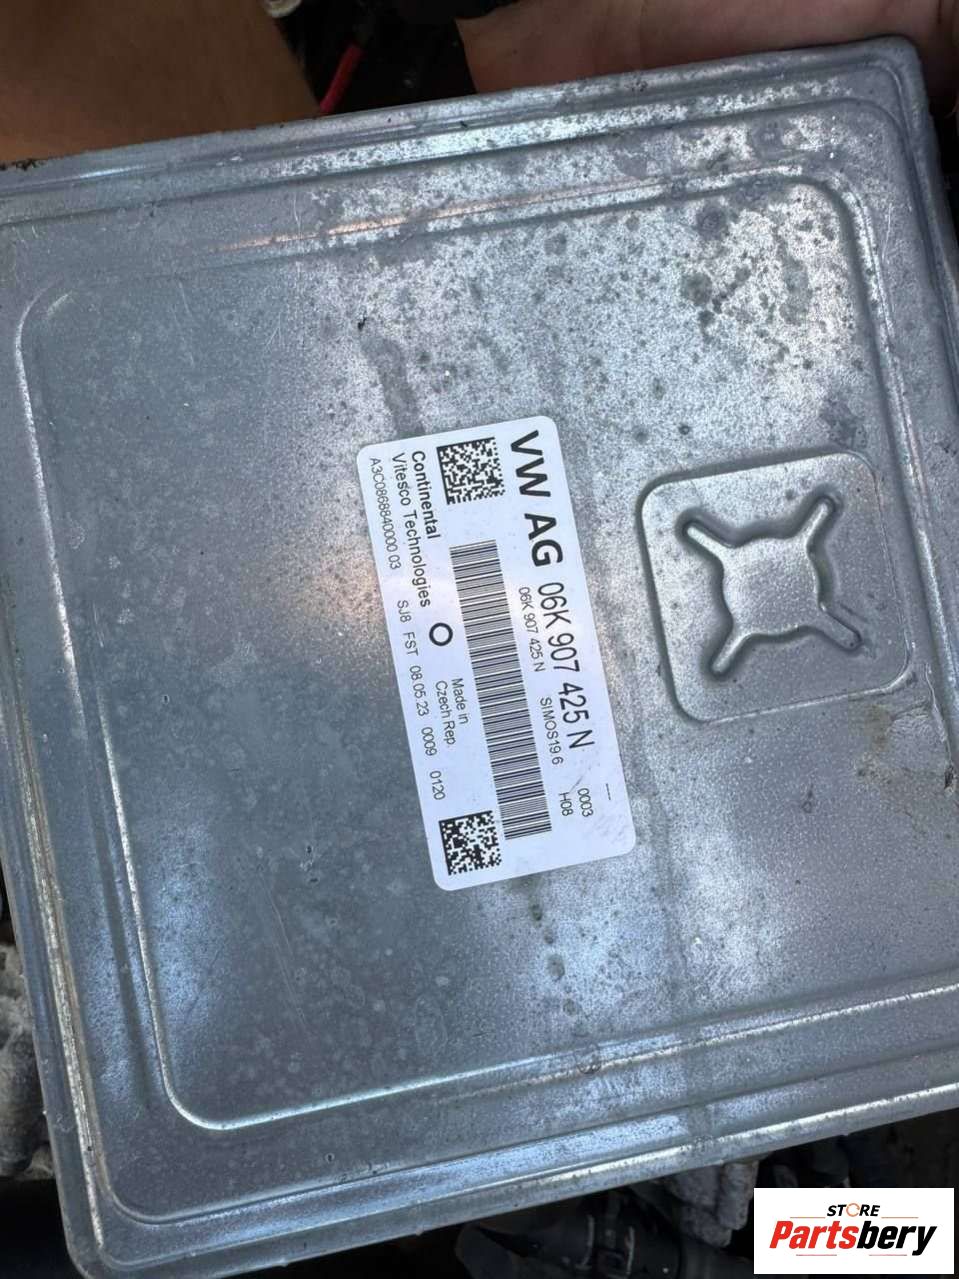 VW AG 06K 907 425 N
06K 907 425 N SIMOS19.6 0003
H08
---
Continental
Vitesco Technologies
Made in
Czech Rep.
A3C0868840000 03 SJ8 FST 08.05.23 0009 0120
STORE
Partsbery